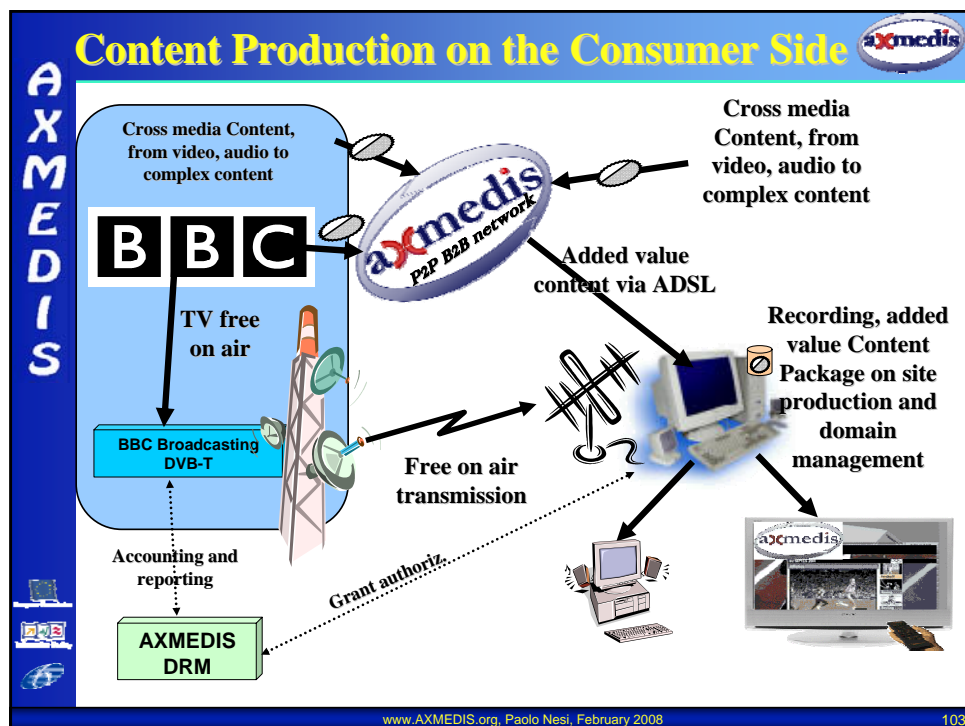 Content Production on the Consumer Side
axmedis
AXMEDIS
Cross media Content,
from video, audio to
complex content
BBC
axmedis
P2P B2B network
Cross media
Content, from
video, audio to
complex content
Added value
content via ADSL
TV free
on air
Recording, added
value Content
Package on site
production and
domain
management
BBC Broadcasting
DVB-T
Free on air
transmission
Accounting and
reporting
Grant authoriz.
AXMEDIS
DRM
axmedis
www.AXMEDIS.org, Paolo Nesi, February 2008
103